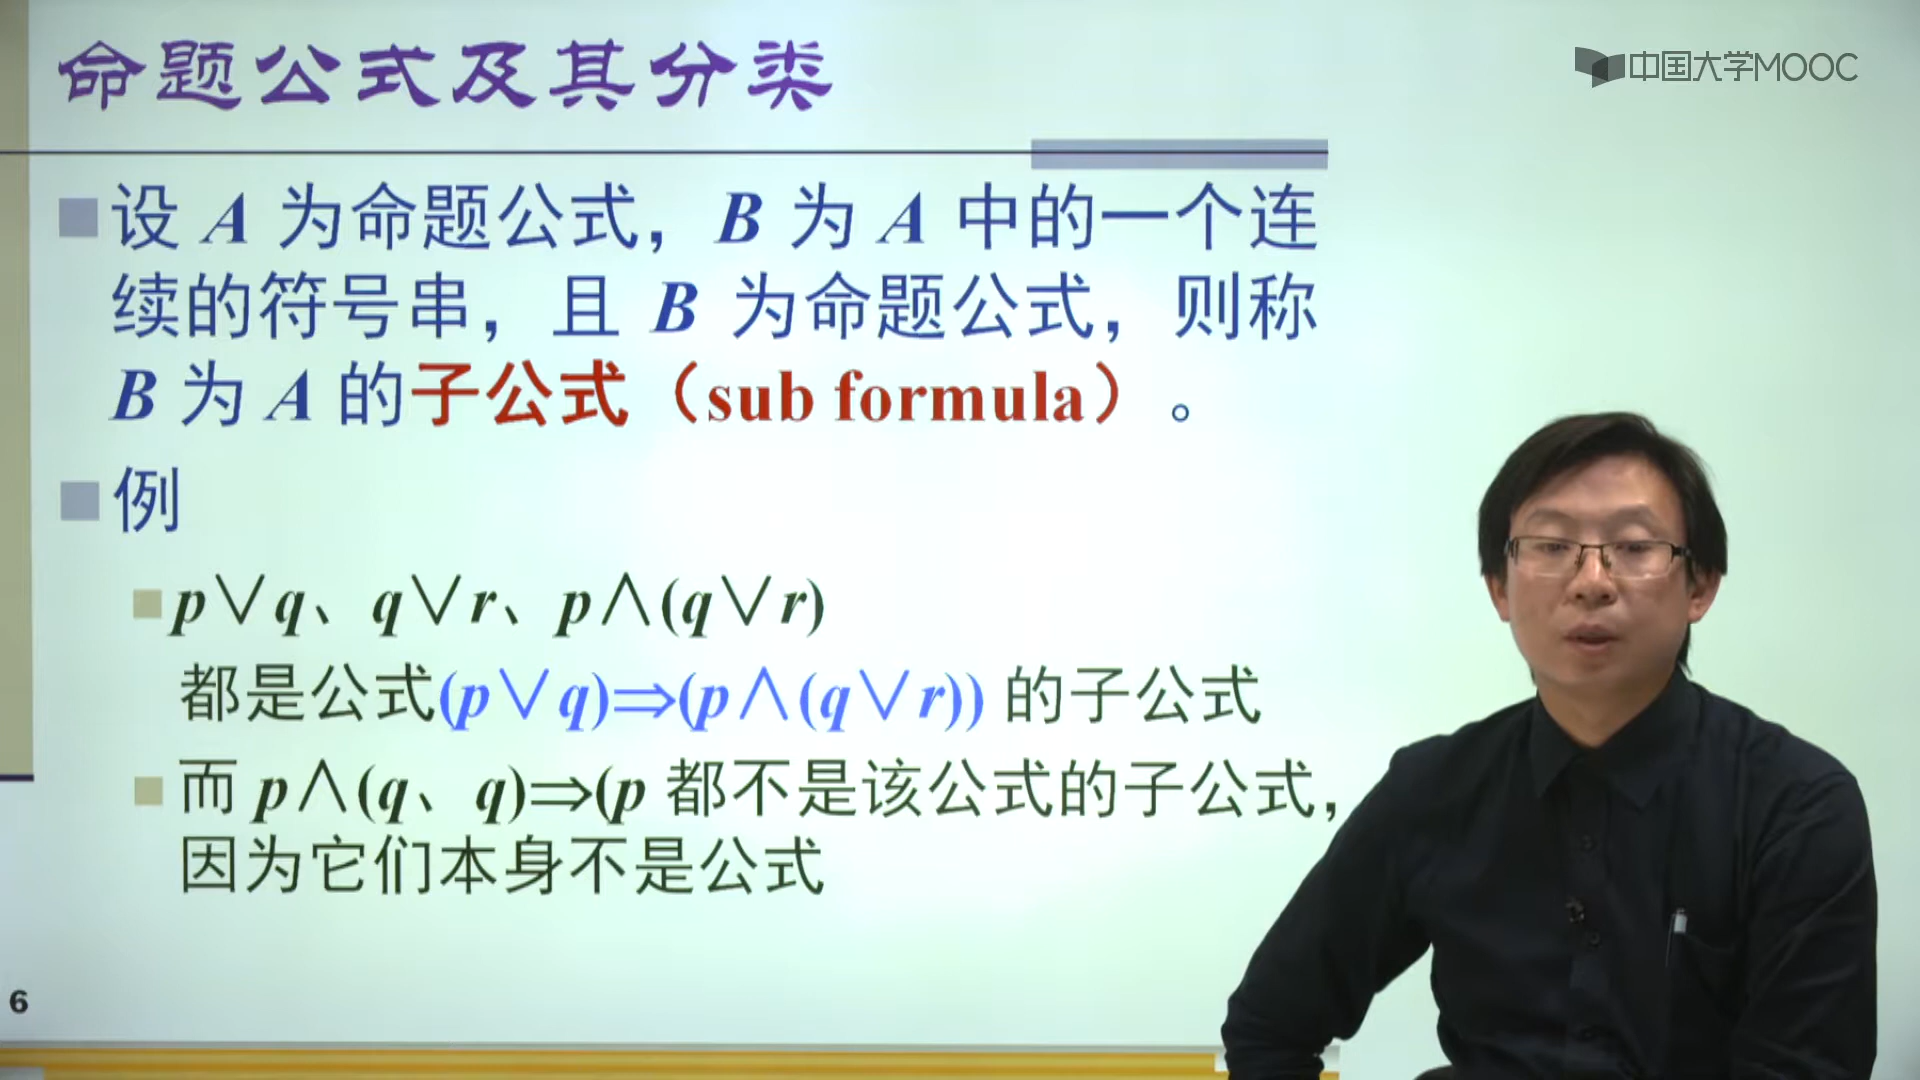 命题公式及其分类
中国大学MOOC
设 A 为命题公式，B 为 A 中的一个连
续的符号串，且 B 为命题公式，则称
B 为 A 的子公式（sub formula）。
例
p∨q、q∨r、p∧(q∨r)
都是公式(p∨q)⇒(p∧(q∨r)) 的子公式
而 p∧(q、q)⇒(p 都不是该公式的子公式，
因为它们本身不是公式
6